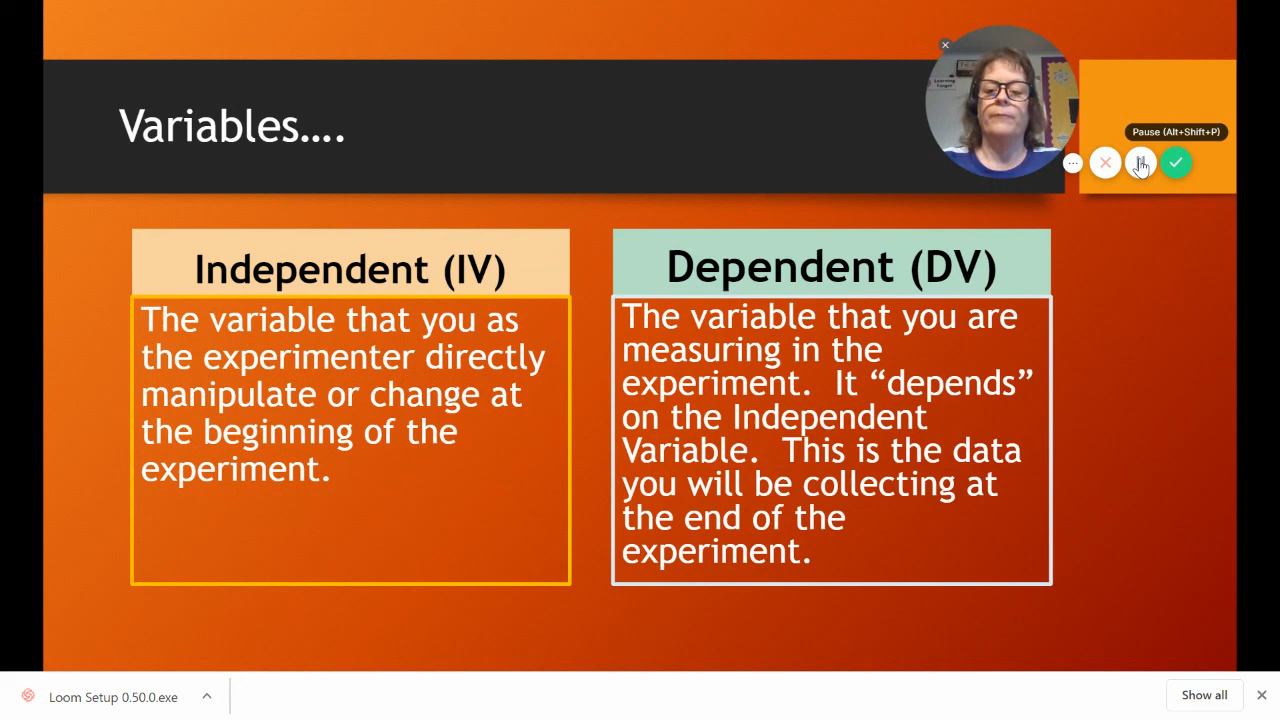 Variables....
Pause (Alt+Shift+P)
Independent (IV)
The variable that you as
the experimenter directly
manipulate or change at
the beginning of the
experiment.
Dependent (DV)
The variable that you are
measuring in the
experiment.  It “depends”
on the Independent
Variable.  This is the data
you will be collecting at
the end of the
experiment.
Loom Setup 0.50.0.exe
Show all